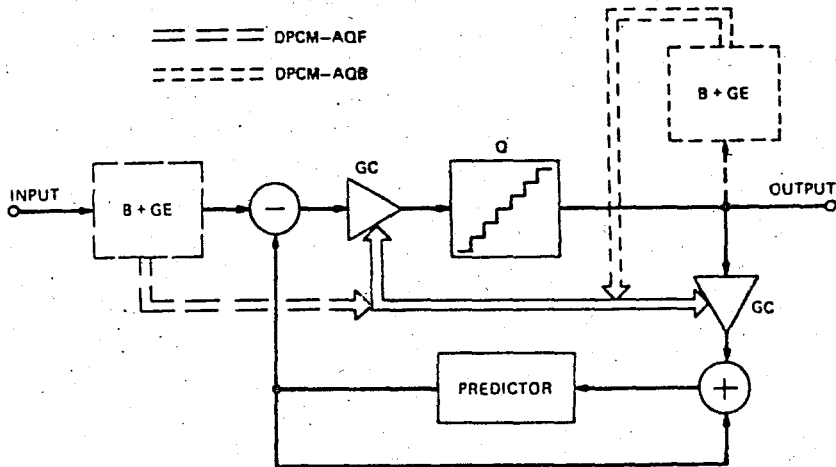 DPCM-AQF
DPCM-AQB
B + GE
Q
GC
INPUT
B + GE
−
OUTPUT
GC
PREDICTOR
+